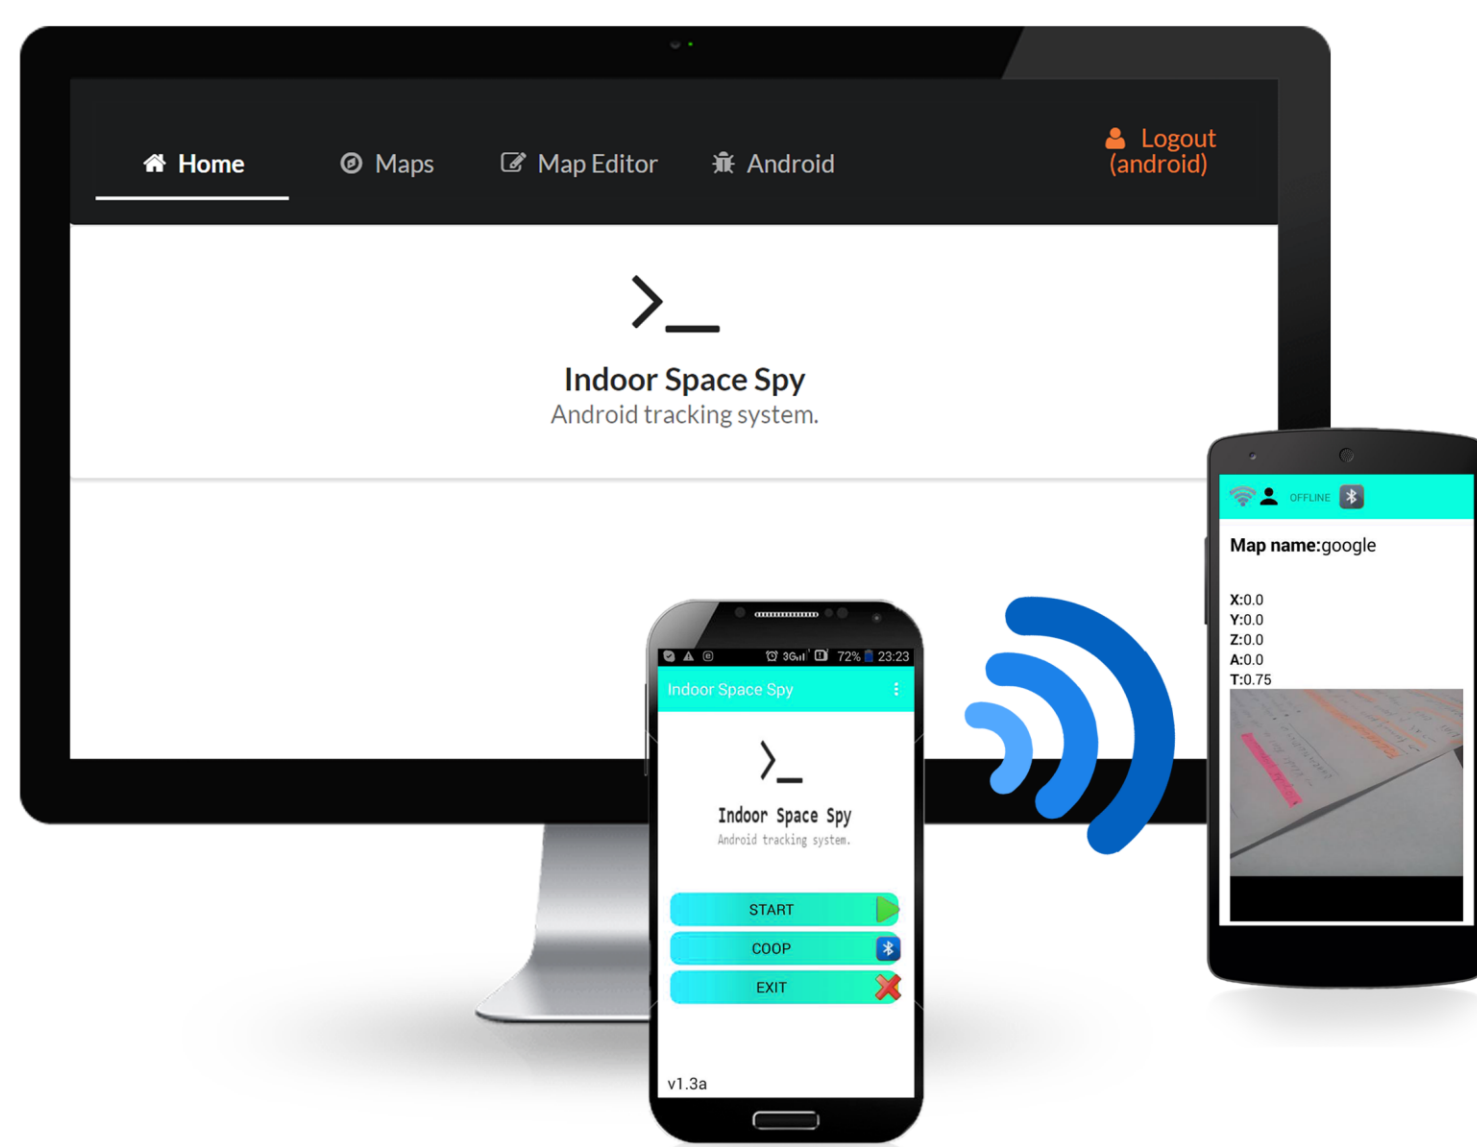 Home
Maps
Map Editor
Android
Logout
(android)
>_
Indoor Space Spy
Android tracking system.
OFFLINE
Map name:google
X:0.0
Y:0.0
Z:0.0
A:0.0
T:0.75
3G
72%
23:23
Indoor Space Spy
>_
Indoor Space Spy
Android tracking system.
START
COOP
EXIT
v1.3a